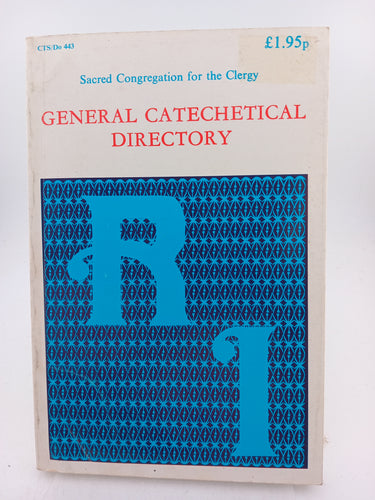 CTS/Do 443
£1.95p
Sacred Congregation for the Clergy
GENERAL CATECHETICAL
DIRECTORY
R
I